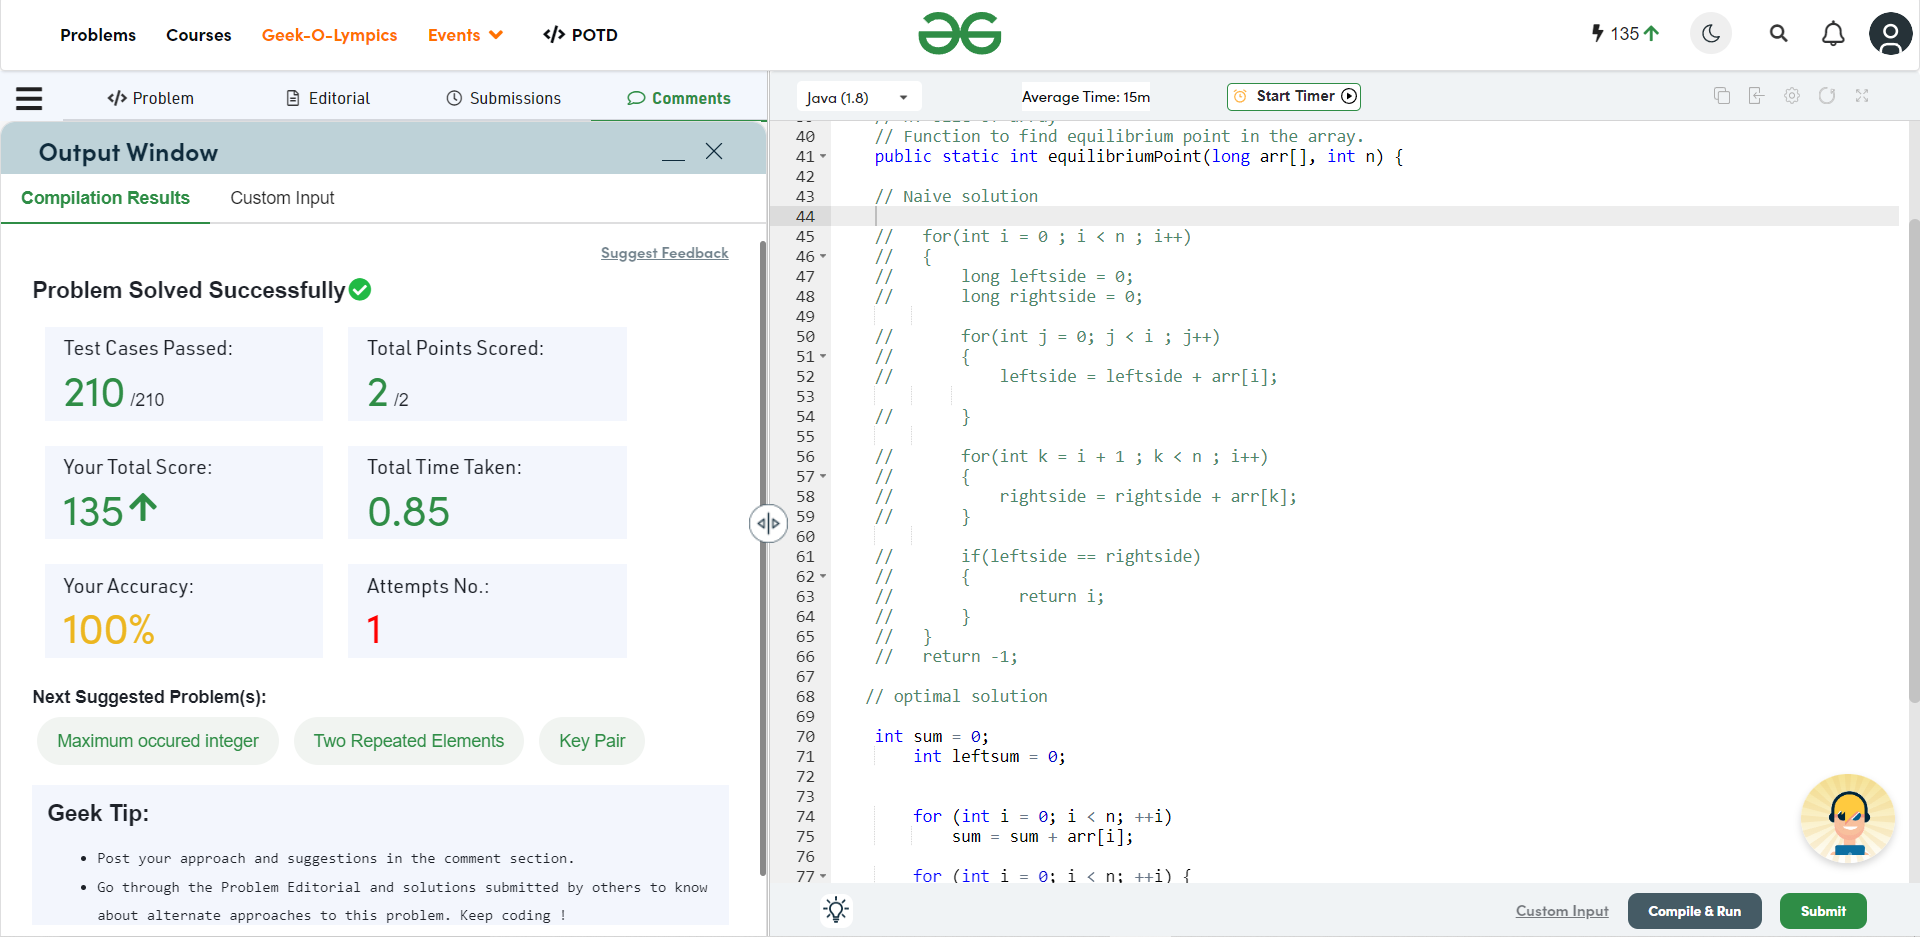 Problems Courses Geek-O-Lympics Events </> POTD
135
</> Problem Editorial Submissions Comments
Output Window
Compilation Results Custom Input
Suggest Feedback
Problem Solved Successfully
Test Cases Passed:
210 /210
Total Points Scored:
2 /2
Your Total Score:
135
Total Time Taken:
0.85
Your Accuracy:
100%
Attempts No.:
1
Next Suggested Problem(s):
Maximum occured integer Two Repeated Elements Key Pair
Geek Tip:
• Post your approach and suggestions in the comment section.
• Go through the Problem Editorial and solutions submitted by others to know
about alternate approaches to this problem. Keep coding !
Java (1.8) Average Time: 15m Start Timer
40 // Function to find equilibrium point in the array.
41 public static int equilibriumPoint(long arr[], int n) {
42
43 // Naive solution
44
45 // for(int i = 0 ; i < n ; i++)
46 // {
47 // long leftside = 0;
48 // long rightside = 0;
49
50 // for(int j = 0; j < i ; j++)
51 // {
52 // leftside = leftside + arr[i];
53
54 // }
55
56 // for(int k = i + 1 ; k < n ; i++)
57 // {
58 // rightside = rightside + arr[k];
59 // }
60
61 // if(leftside == rightside)
62 // {
63 // return i;
64 // }
65 // }
66 // return -1;
67
68 // optimal solution
69
70 int sum = 0;
71 int leftsum = 0;
72
73
74 for (int i = 0; i < n; ++i)
75 sum = sum + arr[i];
76
77 for (int i = 0; i < n; ++i) {
Custom Input Compile & Run Submit